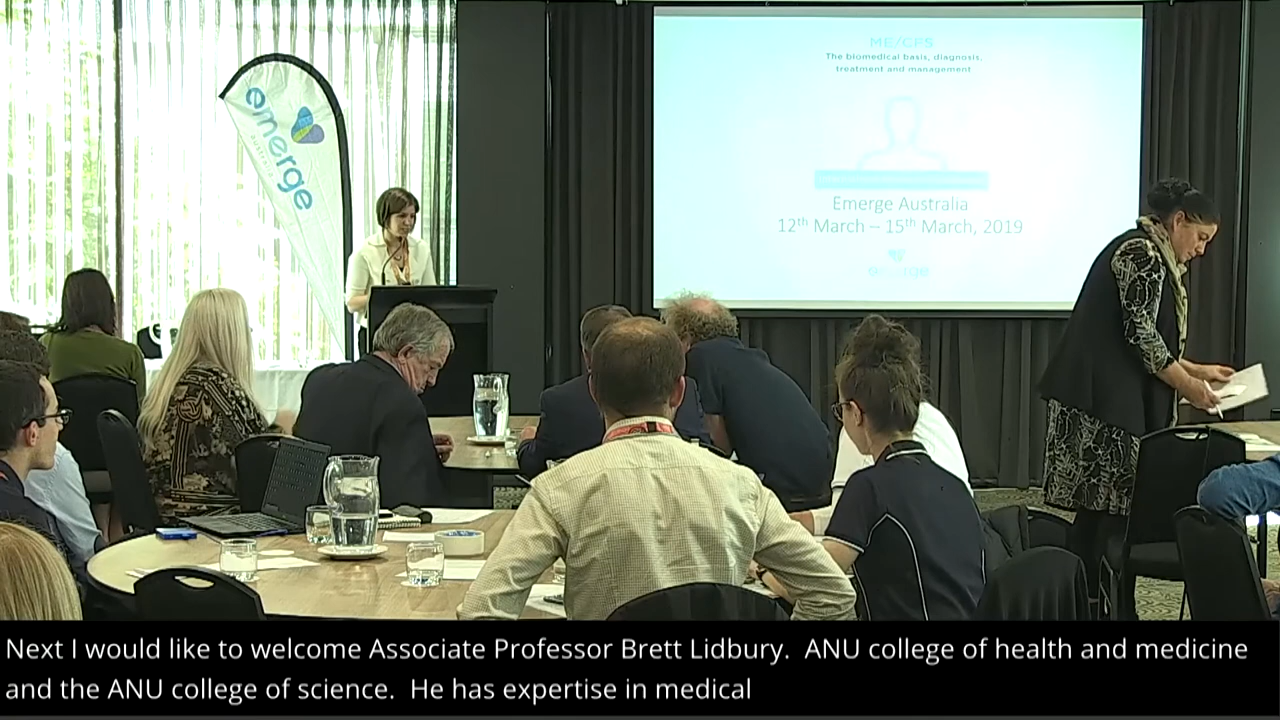 ME/CFS
The biomedical basis, diagnosis,
treatment and management
Emerge Australia
12th March – 15th March, 2019
emerge
emerge
australia
Next I would like to welcome Associate Professor Brett Lidbury.  ANU college of health and medicine
and the ANU college of science.  He has expertise in medical